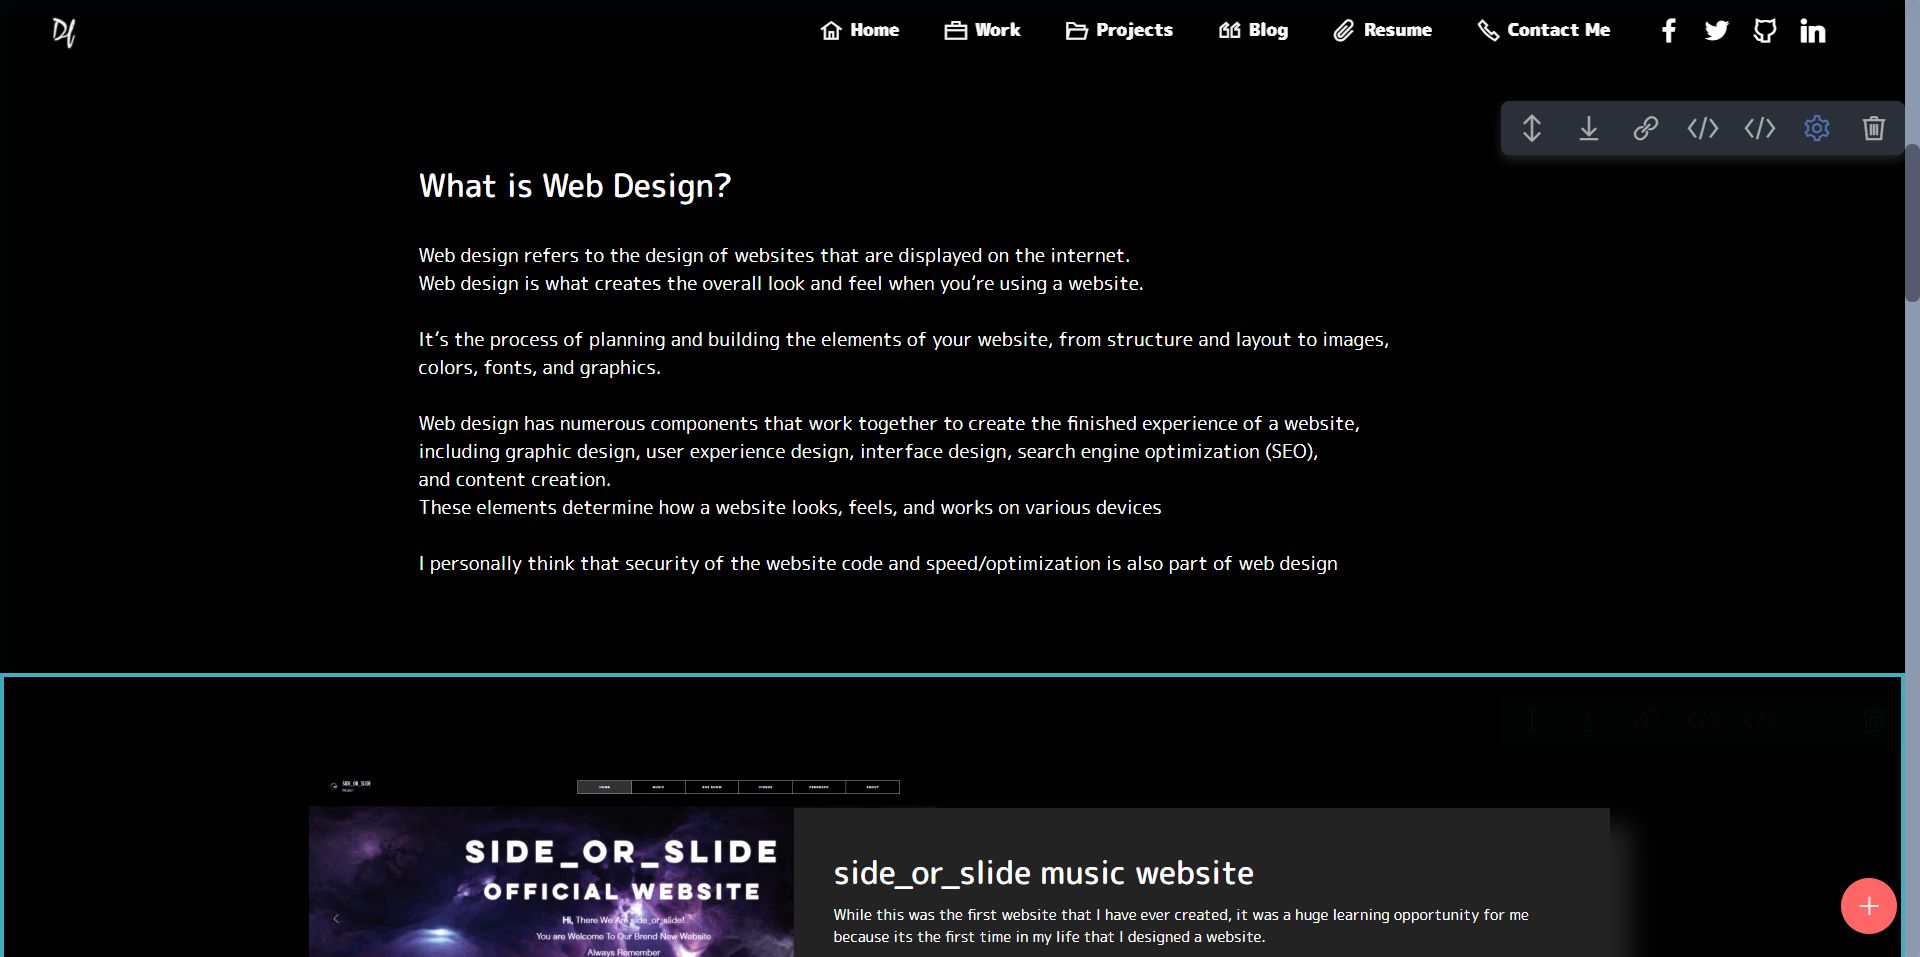 Home Work Projects Blog Resume Contact Me
What is Web Design?
Web design refers to the design of websites that are displayed on the internet.
Web design is what creates the overall look and feel when you're using a website.
It's the process of planning and building the elements of your website, from structure and layout to images,
colors, fonts, and graphics.
Web design has numerous components that work together to create the finished experience of a website,
including graphic design, user experience design, interface design, search engine optimization (SEO),
and content creation.
These elements determine how a website looks, feels, and works on various devices
I personally think that security of the website code and speed/optimization is also part of web design
SIDE_OR_SLIDE
HOME MUSIC SOS SHOW VIDEOS FEEDBACK ABOUT
SIDE_OR_SLIDE
OFFICIAL WEBSITE
Hi, There We Are side_or_slide!
You are Welcome To Our Brend New Website
Always Remember
side_or_slide music website
While this was the first website that I have ever created, it was a huge learning opportunity for me
because its the first time in my life that I designed a website.